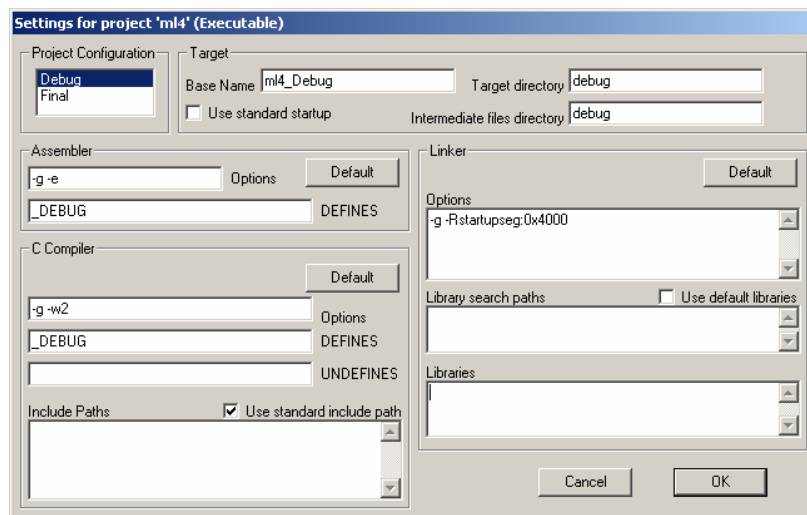 Settings for project 'ml4' (Executable)
Project Configuration
Debug
Final
Target
Base Name ml4_Debug
Target directory debug
Use standard startup
Intermediate files directory debug
Assembler
-g -e Options Default
_DEBUG DEFINES
C Compiler
Default
-g -w2 Options
_DEBUG DEFINES
UNDEFINES
Include Paths Use standard include path
Linker
Default
Options
-g -Rstartupseg:0x4000
Library search paths Use default libraries
Libraries
Cancel OK